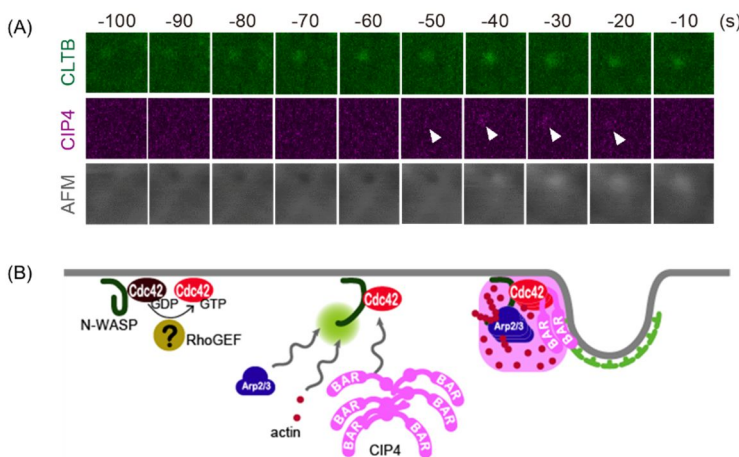 (A)
-100 -90 -80 -70 -60 -50 -40 -30 -20 -10 (s)
CLTB
CIP4
AFM
(B)
Cdc42 Cdc42 Cdc42 Cdc42
GDP GTP
N-WASP
? RhoGEF
Arp2/3
BAR
BAR
Arp2/3
BAR BAR
BAR BAR
BAR BAR
actin
CIP4